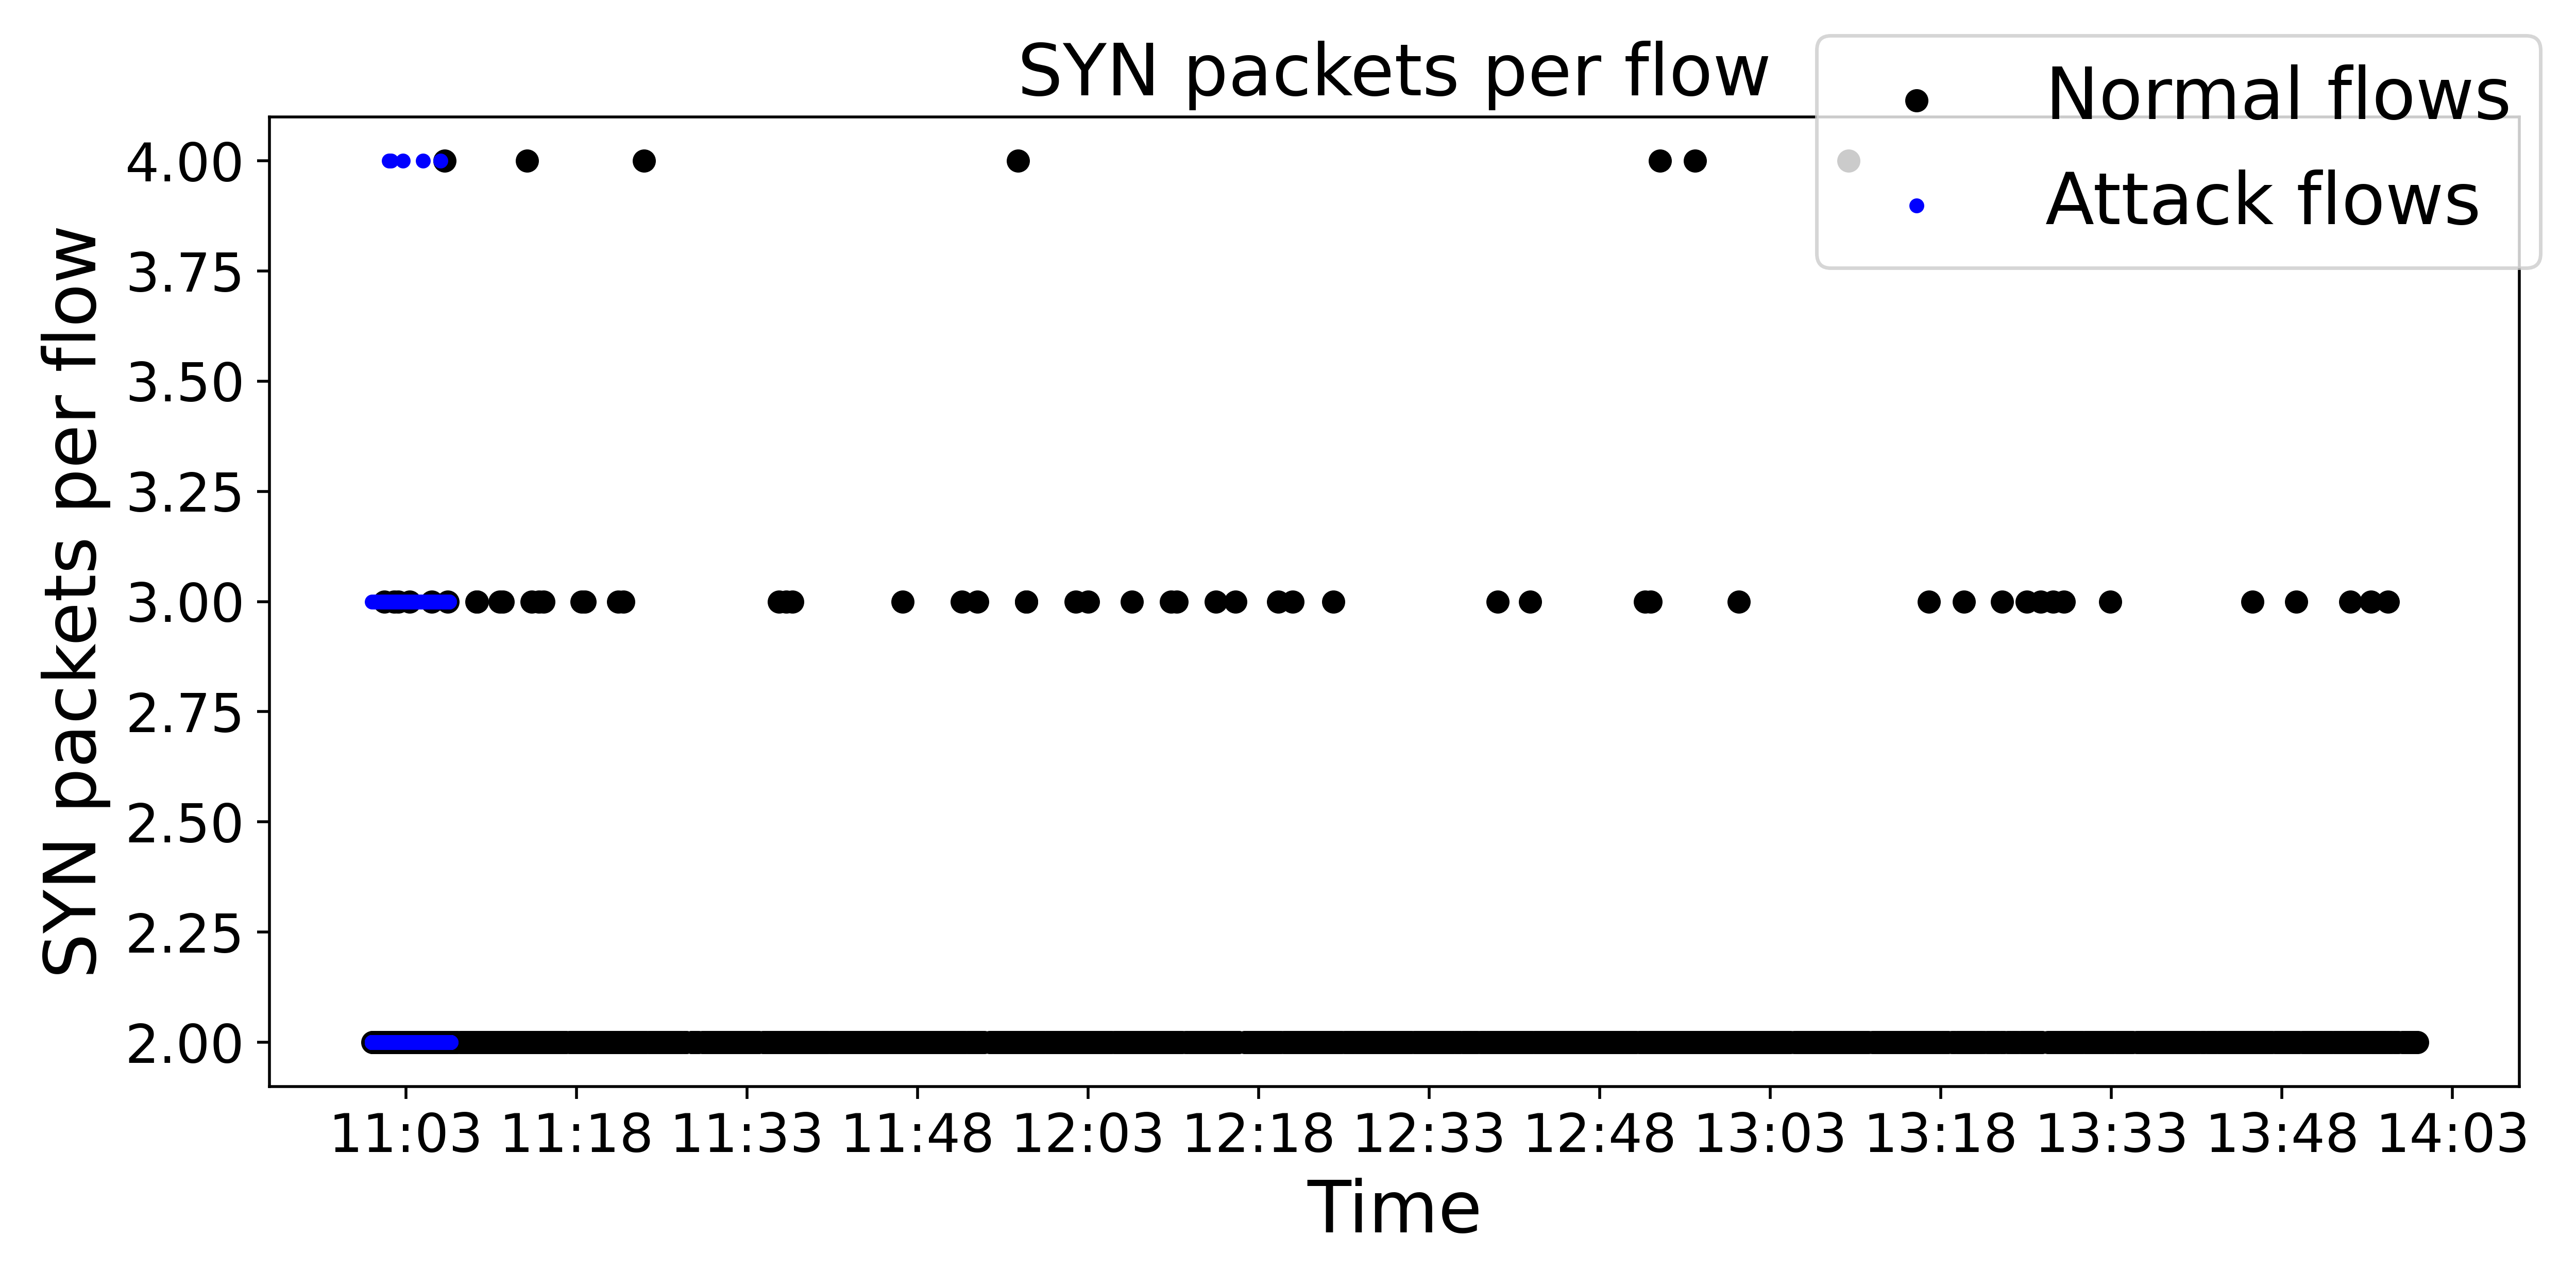 SYN packets per flow
Normal flows
Attack flows
SYN packets per flow
4.00
3.75
3.50
3.25
3.00
2.75
2.50
2.25
2.00
11:03 11:18 11:33 11:48 12:03 12:18 12:33 12:48 13:03 13:18 13:33 13:48 14:03
Time